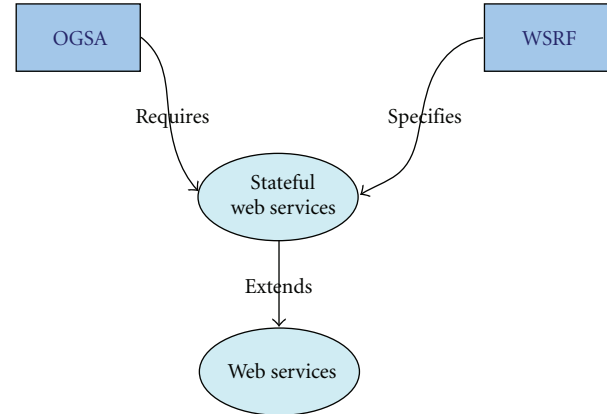 OGSA
WSRF
Requires
Specifies
Stateful
web services
Extends
Web services